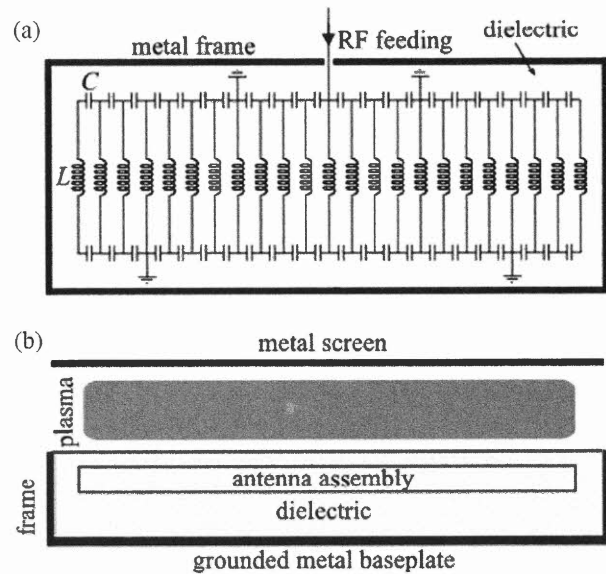 (a)
metal frame
RF feeding
dielectric
C
L
(b)
metal screen
plasma
antenna assembly
dielectric
frame
grounded metal baseplate